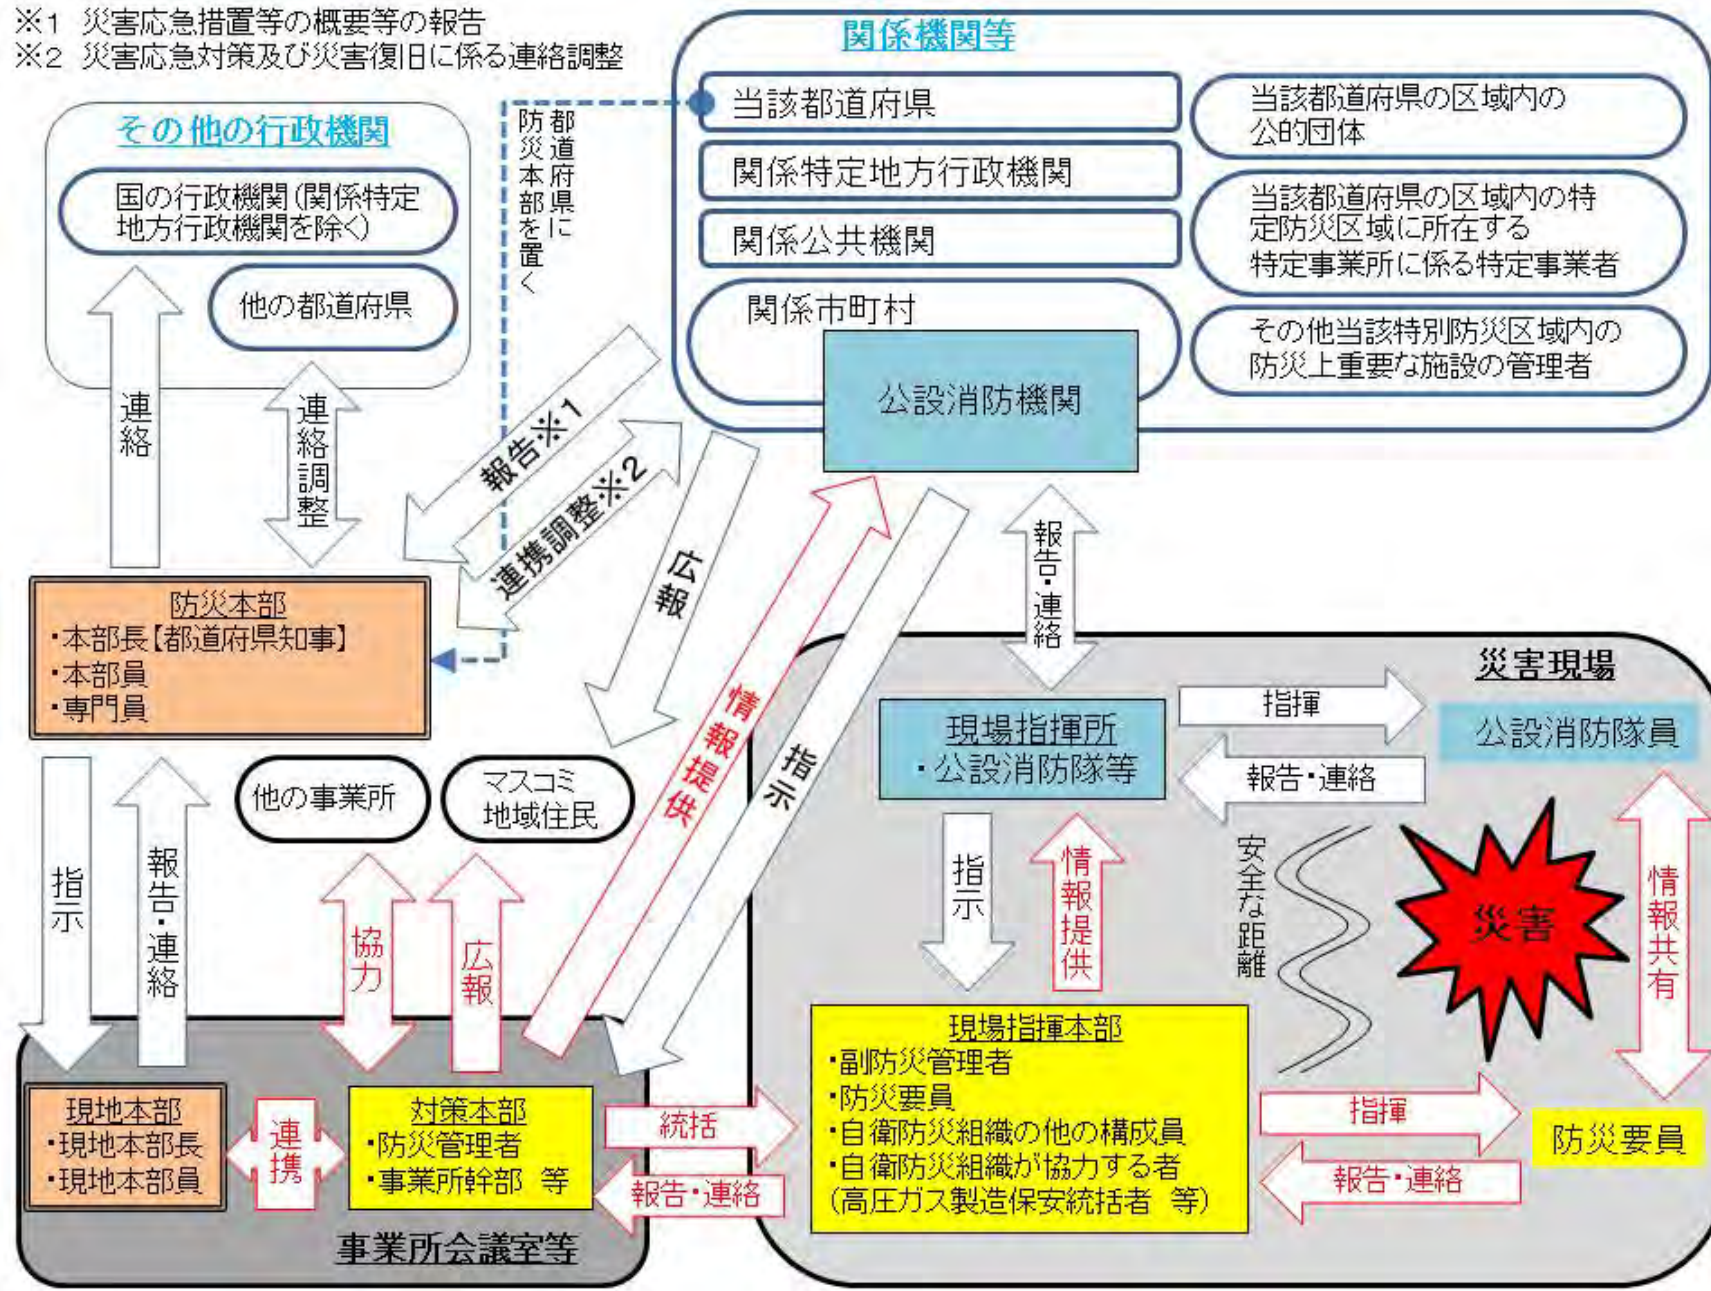 ※1 災害応急措置等の概要等の報告
※2 災害応急対策及び災害復旧に係る連絡調整
関係機関等
当該都道府県
関係特定地方行政機関
関係公共機関
関係市町村
公設消防機関
当該都道府県の区域内の
公的団体
当該都道府県の区域内の特
定防災区域に所在する
特定事業所に係る特定事業者
その他当該特別防災区域内の
防災上重要な施設の管理者
その他の行政機関
国の行政機関(関係特定
地方行政機関を除く)
他の都道府県
都道府県に
防災本部を置く
連絡
連絡調整
報告※1
連携調整※2
広報
情報提供
指示
報告・連絡
防災本部
・本部長【都道府県知事】
・本部員
・専門員
他の事業所
マスコミ
地域住民
指示
報告・連絡
協力
広報
現地本部
・現地本部長
・現地本部員
連携
対策本部
・防災管理者
・事業所幹部 等
事業所会議室等
統括
報告・連絡
災害現場
現場指揮所
・公設消防隊等
指揮
報告・連絡
公設消防隊員
指示
情報提供
安全な距離
災害
情報共有
現場指揮本部
・副防災管理者
・防災要員
・自衛防災組織の他の構成員
・自衛防災組織が協力する者
(高圧ガス製造保安統括者 等)
指揮
報告・連絡
防災要員